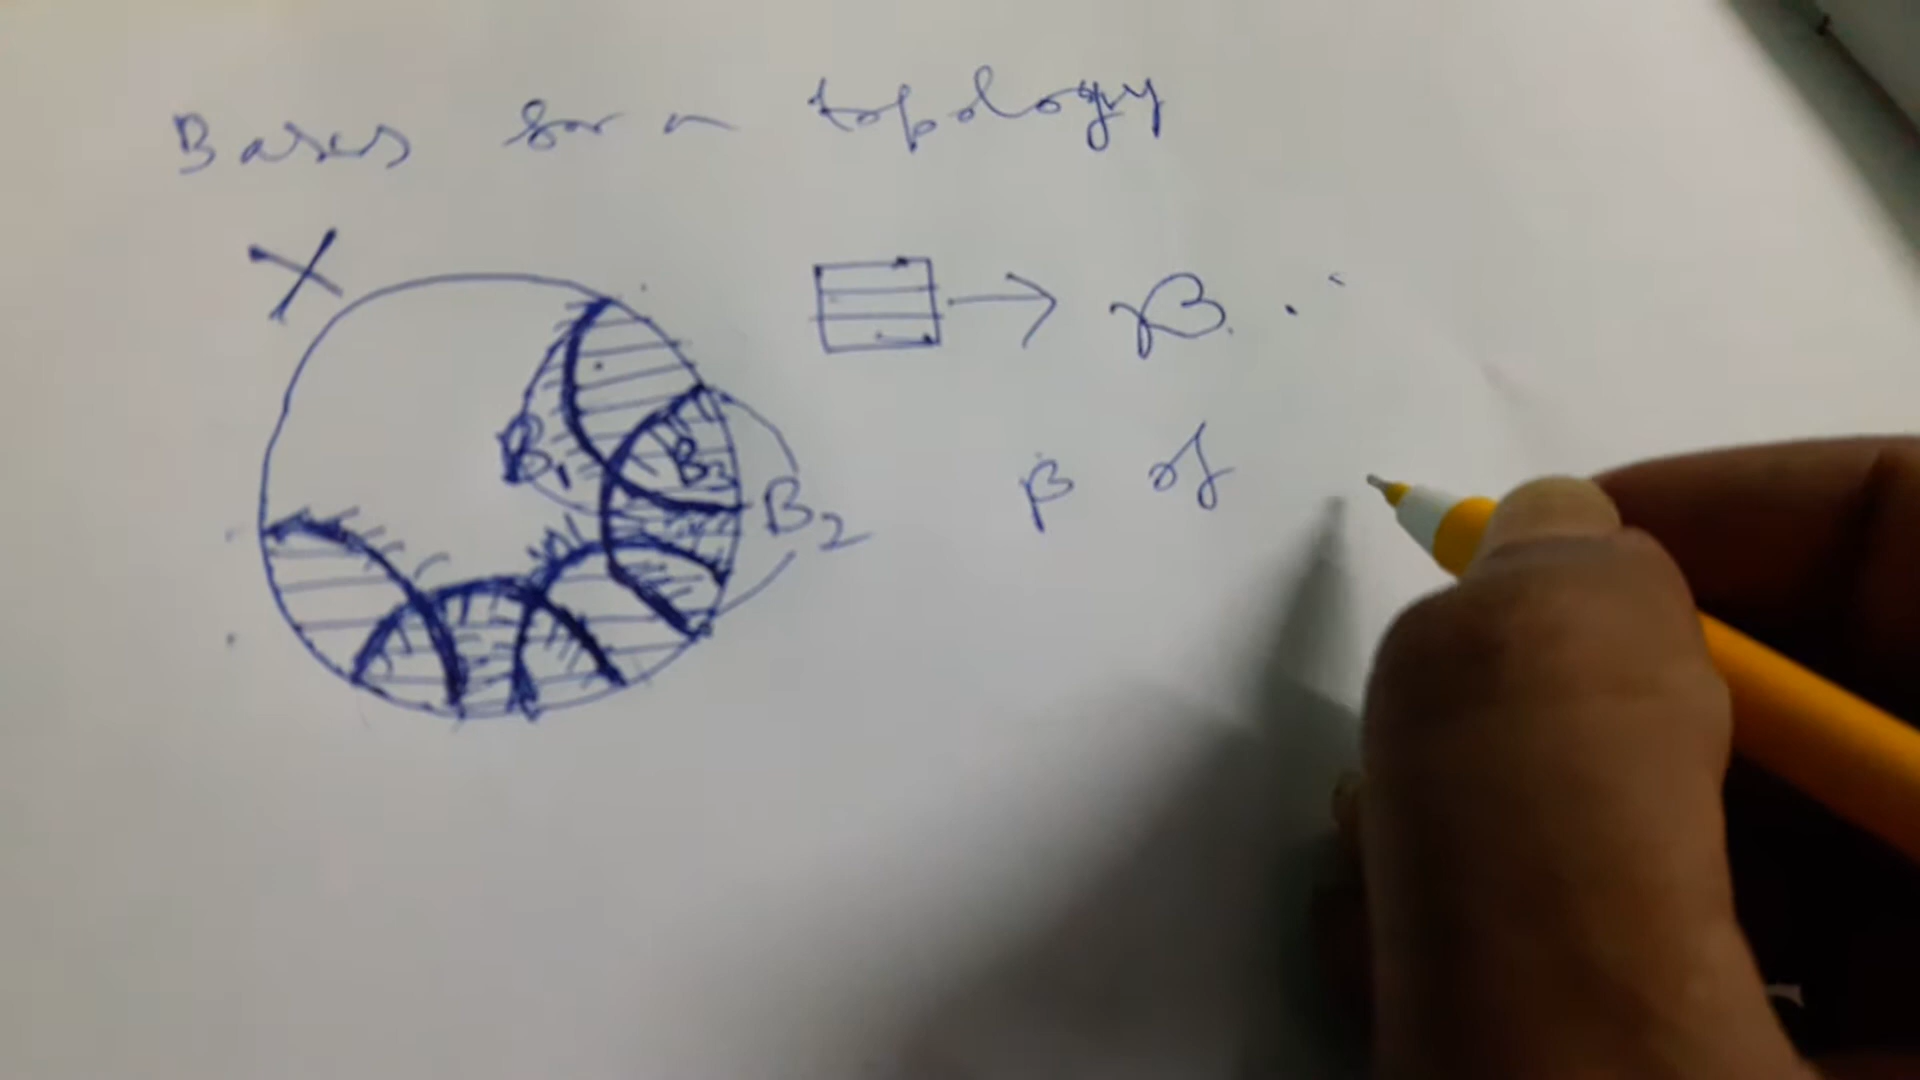 Bases for a topology
X
→ β.
B₁ B₃
B₂
β of